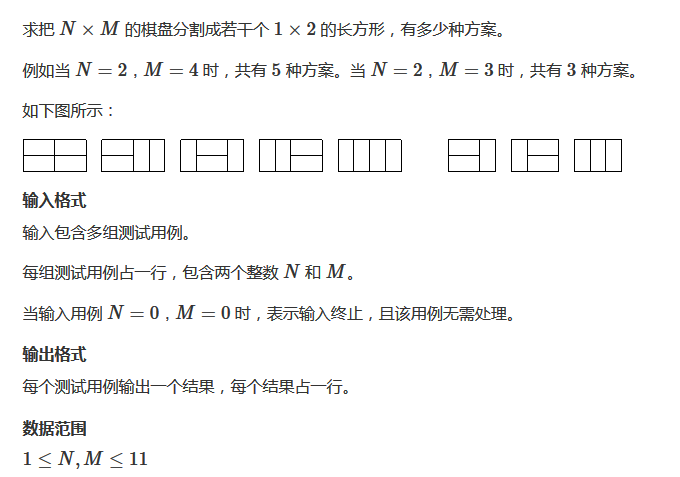 求把 N × M 的棋盘分割成若干个 1 × 2 的长方形，有多少种方案。
例如当 N = 2，M = 4 时，共有 5 种方案。当 N = 2，M = 3 时，共有 3 种方案。
如下图所示：
输入格式
输入包含多组测试用例。
每组测试用例占一行，包含两个整数 N 和 M。
当输入用例 N = 0，M = 0 时，表示输入终止，且该用例无需处理。
输出格式
每个测试用例输出一个结果，每个结果占一行。
数据范围
1 ≤ N, M ≤ 11